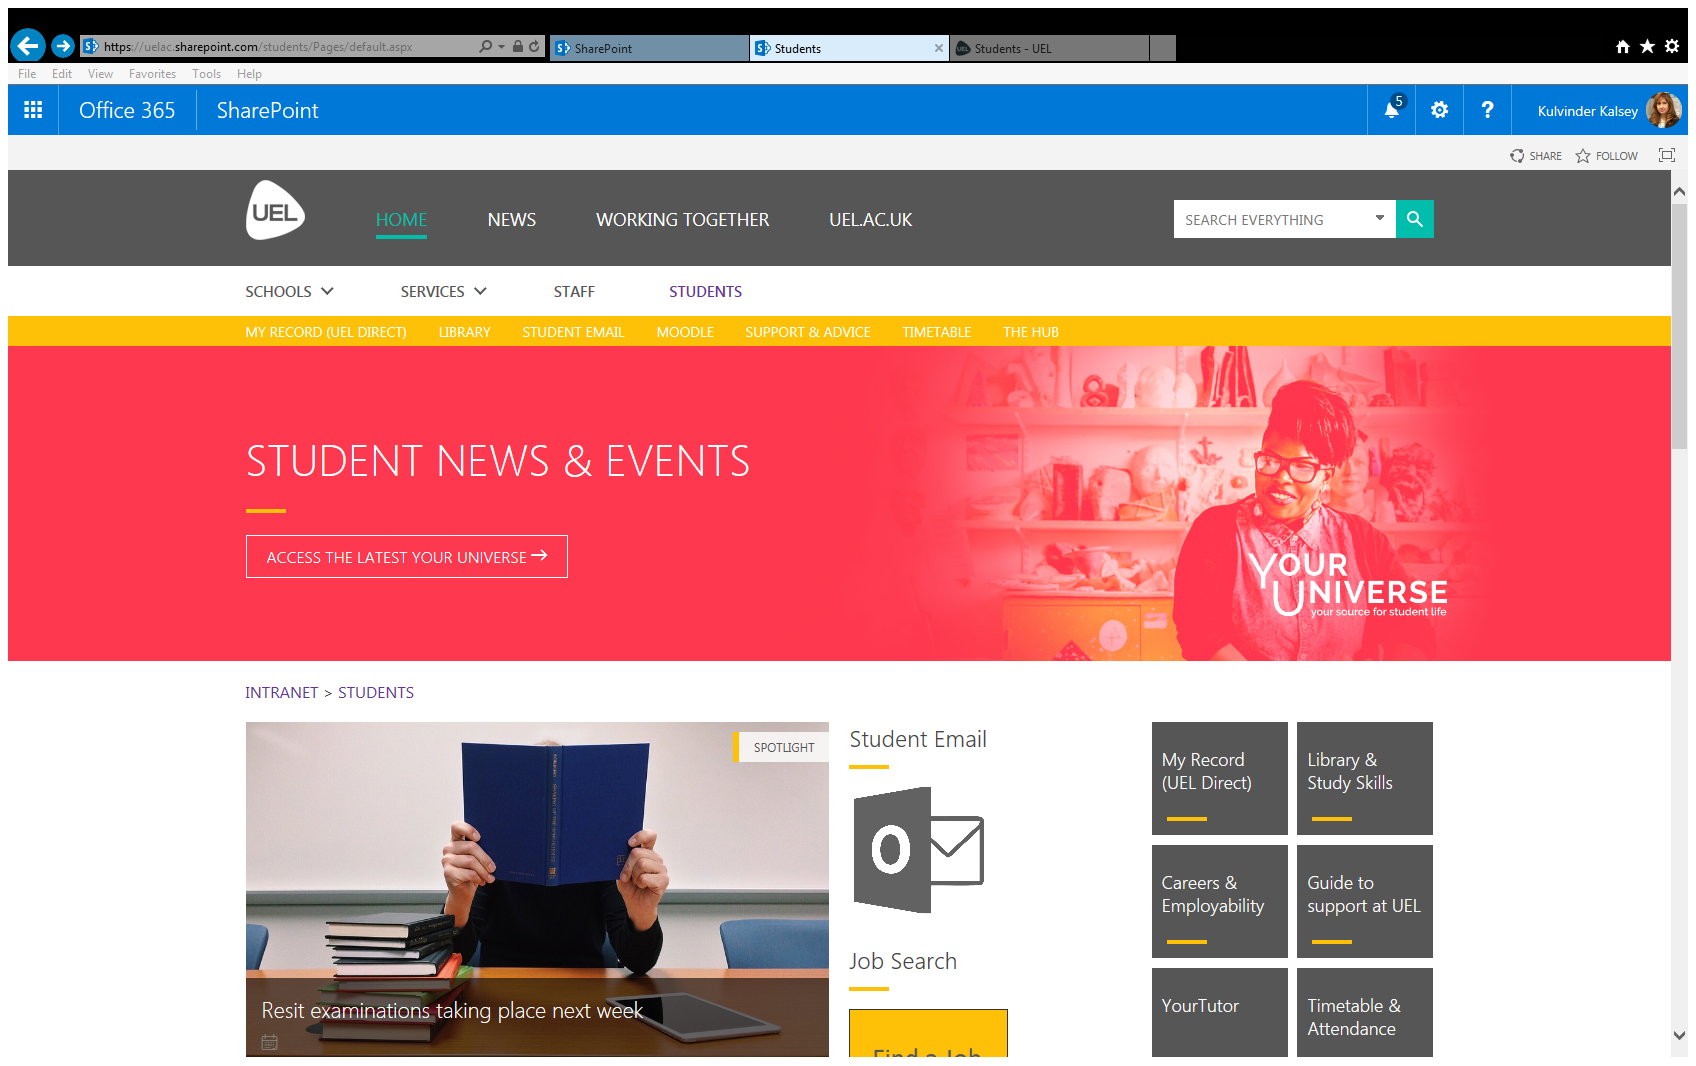 https://uelac.sharepoint.com/students/Pages/default.aspx
SharePoint
Students
Students - UEL
File Edit View Favorites Tools Help
Office 365
SharePoint
5
?
Kulvinder Kalsey
SHARE
FOLLOW
UEL
HOME
NEWS
WORKING TOGETHER
UEL.AC.UK
SEARCH EVERYTHING
SCHOOLS
SERVICES
STAFF
STUDENTS
MY RECORD (UEL DIRECT)
LIBRARY
STUDENT EMAIL
MOODLE
SUPPORT & ADVICE
TIMETABLE
THE HUB
STUDENT NEWS & EVENTS
ACCESS THE LATEST YOUR UNIVERSE
YOUR
UNIVERSE
your source for student life
INTRANET > STUDENTS
SPOTLIGHT
Resit examinations taking place next week
Student Email
Job Search
Find a Job
My Record
(UEL Direct)
Library &
Study Skills
Careers &
Employability
Guide to
support at UEL
YourTutor
Timetable &
Attendance